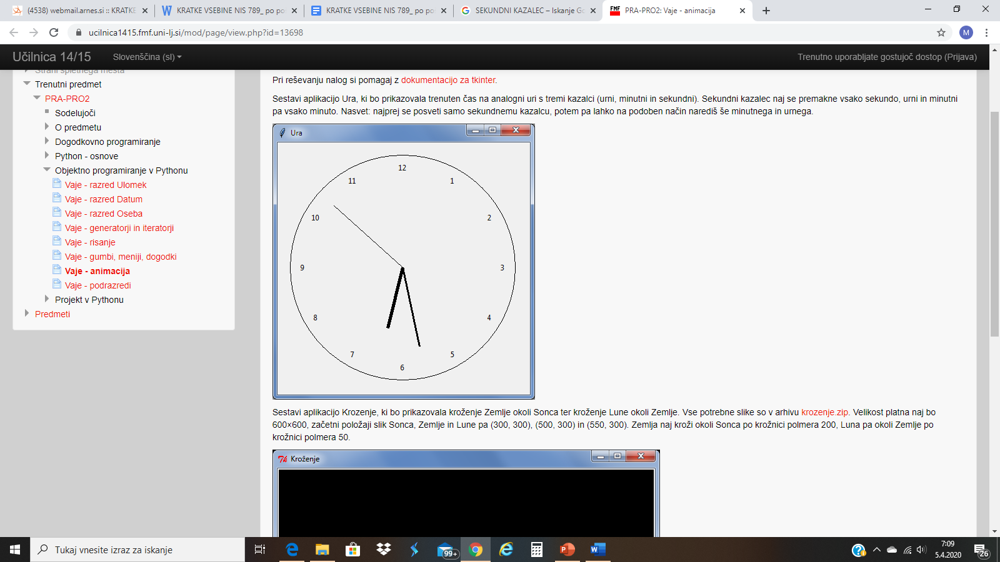 (4538) webmail.arnes.si :: KRATKE
KRATKE VSEBINE NIS 789_ po po
KRATKE VSEBINE NIS 789_ po po
SEKUNDNI KAZALEC – Iskanje Go
FMF
PRA-PRO2: Vaje - animacija
ucilnica1415.fmf.uni-lj.si/mod/page/view.php?id=13698
M
Učilnica 14/15
Slovenščina (sl)
Trenutno uporabljate gostujoč dostop (Prijava)
Strani spletnega mesta
Trenutni predmet
PRA-PRO2
Sodelujoči
O predmetu
Dogodkovno programiranje
Python - osnove
Objektno programiranje v Pythonu
Vaje - razred Ulomek
Vaje - razred Datum
Vaje - razred Oseba
Vaje - generatorji in iteratorji
Vaje - risanje
Vaje - gumbi, meniji, dogodki
Vaje - animacija
Vaje - podrazredi
Projekt v Pythonu
Predmeti
Pri reševanju nalog si pomagaj z dokumentacijo za tkinter.
Sestavi aplikacijo Ura, ki bo prikazovala trenuten čas na analogni uri s tremi kazalci (urni, minutni in sekundni). Sekundni kazalec naj se premakne vsako sekundo, urni in minutni
pa vsako minuto. Nasvet: najprej se posveti samo sekundnemu kazalcu, potem pa lahko na podoben način narediš še minutnega in urnega.
Ura
12
11
1
10
2
9
3
8
4
7
5
6
Sestavi aplikacijo Krozenje, ki bo prikazovala kroženje Zemlje okoli Sonca ter kroženje Lune okoli Zemlje. Vse potrebne slike so v arhivu krozenje.zip. Velikost platna naj bo
600×600, začetni položaji slik Sonca, Zemlje in Lune pa (300, 300), (500, 300) in (550, 300). Zemlja naj kroži okoli Sonca po krožnici polmera 200, Luna pa okoli Zemlje po
krožnici polmera 50.
Kroženje
Tukaj vnesite izraz za iskanje
99+
7:09
5.4.2020
26